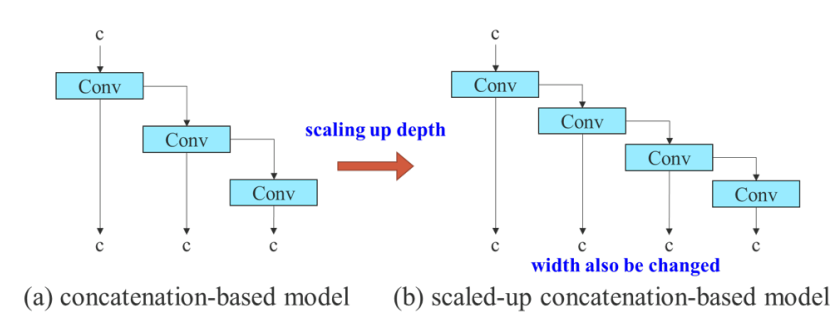 c
c
Conv
Conv
Conv
Conv
scaling up depth
Conv
Conv
Conv
Conv
c
c
c
c
c
c
c
width also be changed
(a) concatenation-based model
(b) scaled-up concatenation-based model